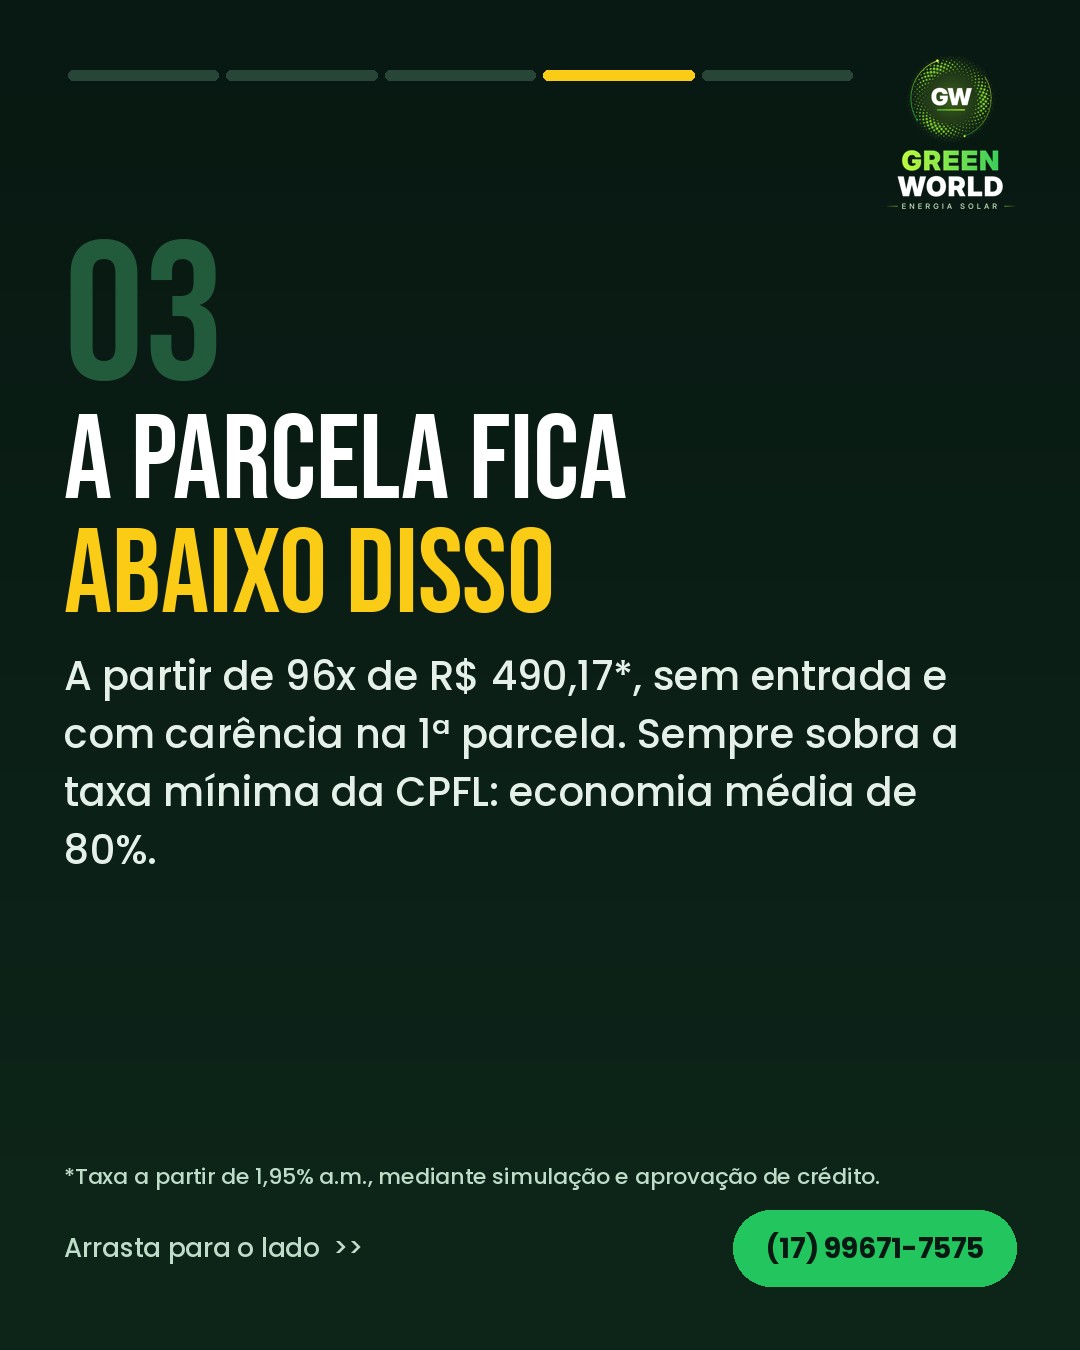 GW
GREEN
WORLD
ENERGIA SOLAR
03
A PARCELA FICA
ABAIXO DISSO
A partir de 96x de R$ 490,17*, sem entrada e
com carência na 1ª parcela. Sempre sobra a
taxa mínima da CPFL: economia média de
80%.
*Taxa a partir de 1,95% a.m., mediante simulação e aprovação de crédito.
Arrasta para o lado >>
(17) 99671-7575